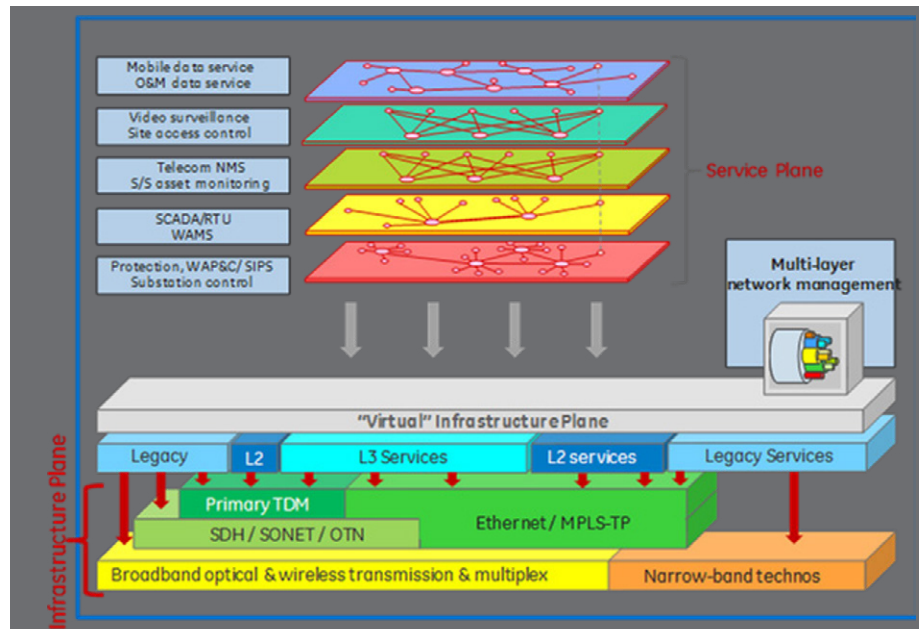 Mobile data service
O&M data service
Video surveillance
Site access control
Telecom NMS
S/S asset monitoring
SCADA/RTU
WAMS
Protection, WAP&C/ SIPS
Substation control
Service Plane
Multi-layer
network management
"Virtual" Infrastructure Plane
Legacy
L2
L3 Services
L2 services
Legacy Services
Infrastructure Plane
Primary TDM
Ethernet / MPLS-TP
SDH / SONET / OTN
Broadband optical & wireless transmission & multiplex
Narrow-band technos